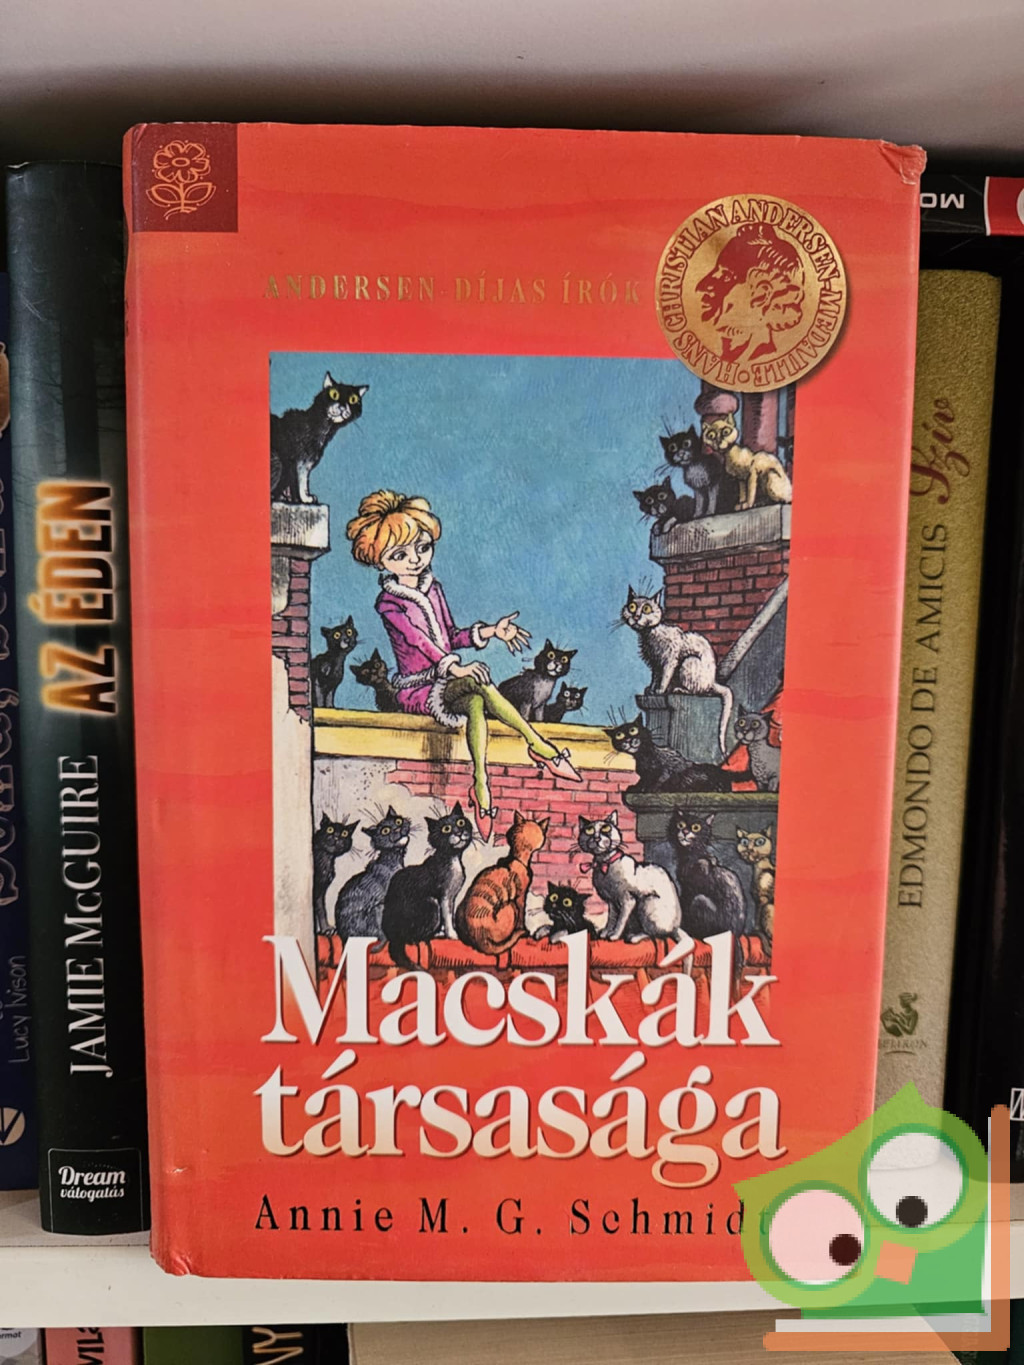 ANDERSEN-DÍJAS ÍRÓK
HANS CHRISTIAN ANDERSEN-MEDAILLE
Macskák
társasága
Annie M. G. Schmidt
JAMIE McGUIRE AZ ÉDEN
Dream
válogatás
Lucy Ivison
EDMONDO DE AMICIS Szív
MO